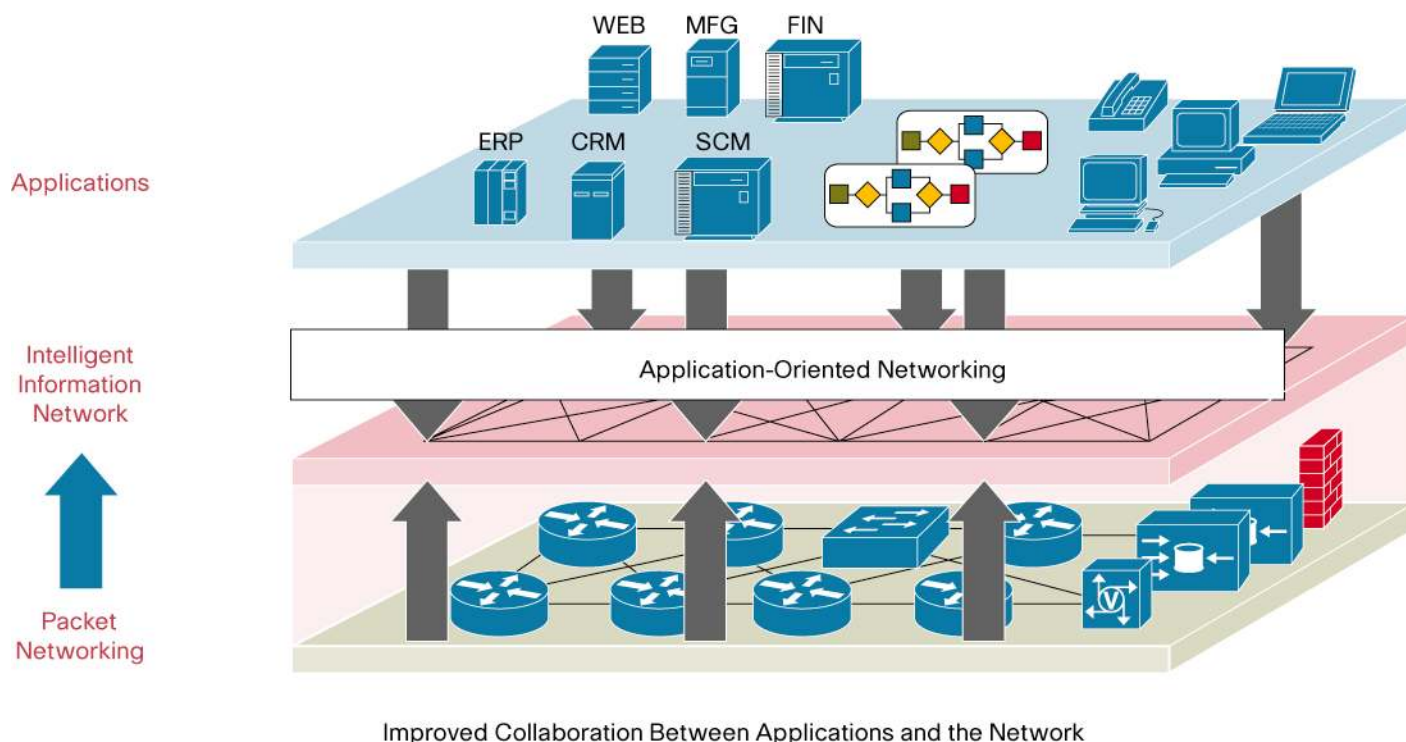 WEB MFG FIN
ERP CRM SCM
Applications
Intelligent
Information
Network
Application-Oriented Networking
V
Packet
Networking
Improved Collaboration Between Applications and the Network